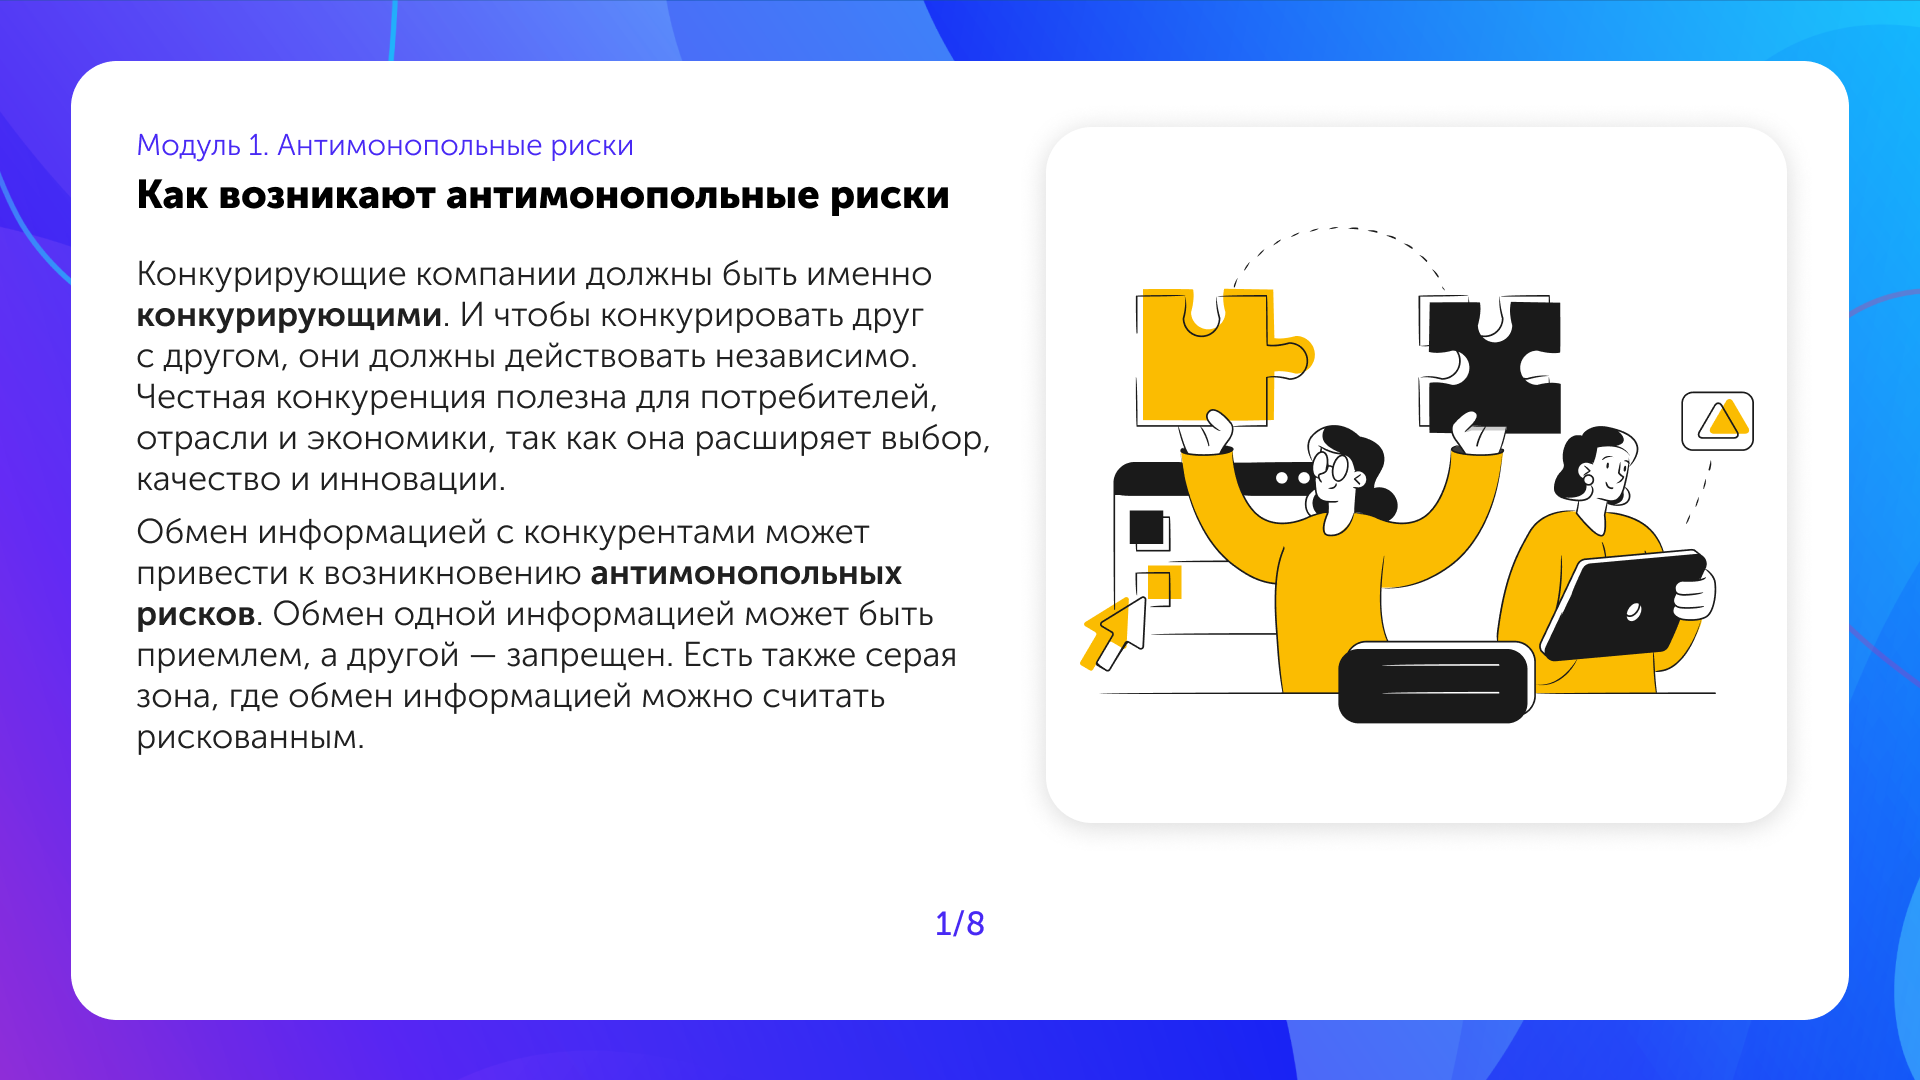 Модуль 1. Антимонопольные риски
Как возникают антимонопольные риски
Конкурирующие компании должны быть именно
конкурирующими. И чтобы конкурировать друг
с другом, они должны действовать независимо.
Честная конкуренция полезна для потребителей,
отрасли и экономики, так как она расширяет выбор,
качество и инновации.
Обмен информацией с конкурентами может
привести к возникновению антимонопольных
рисков. Обмен одной информацией может быть
приемлем, а другой — запрещен. Есть также серая
зона, где обмен информацией можно считать
рискованным.
1/8